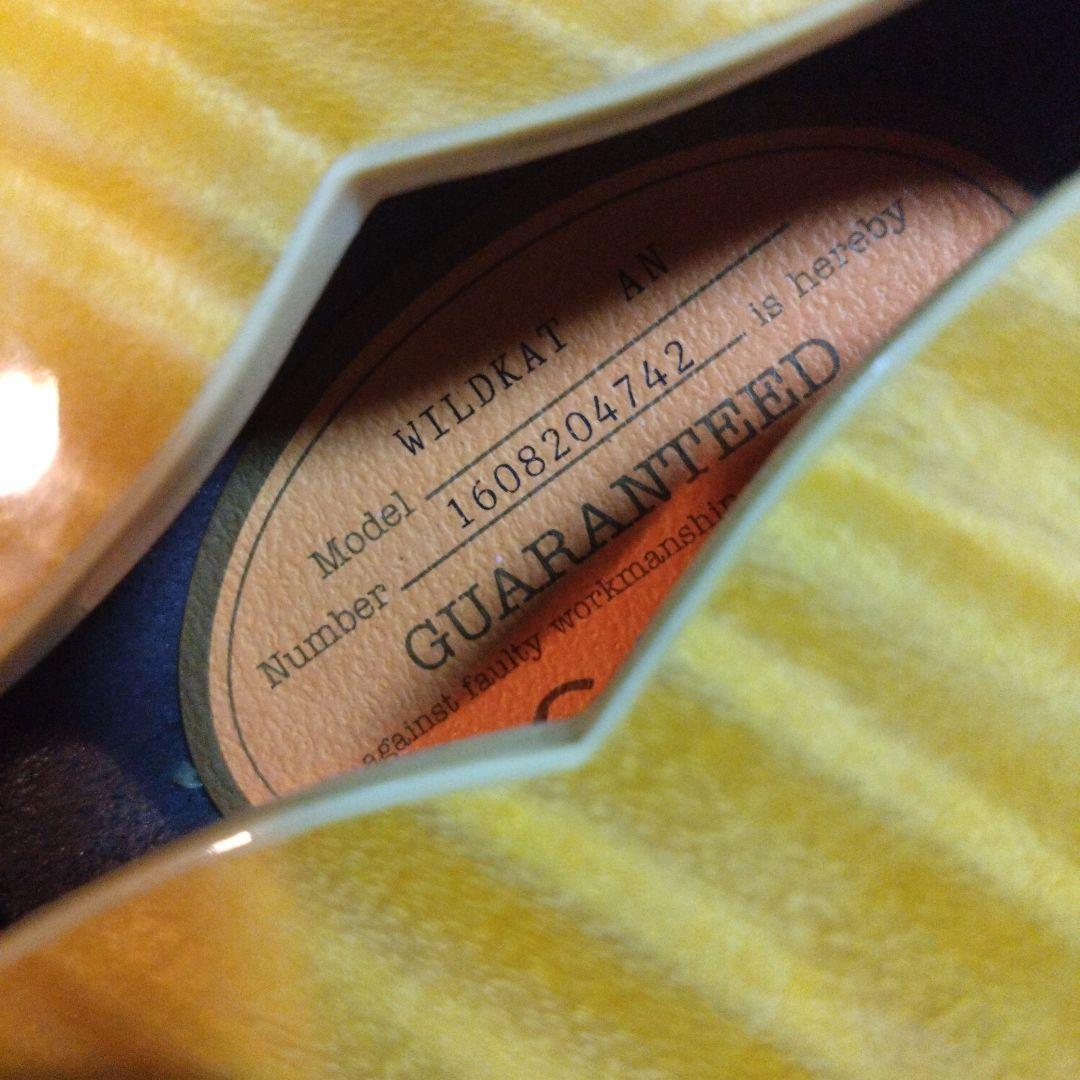 Model WILDKAT AN
Number 1608204742 is hereby
GUARANTEED
against faulty workmanship